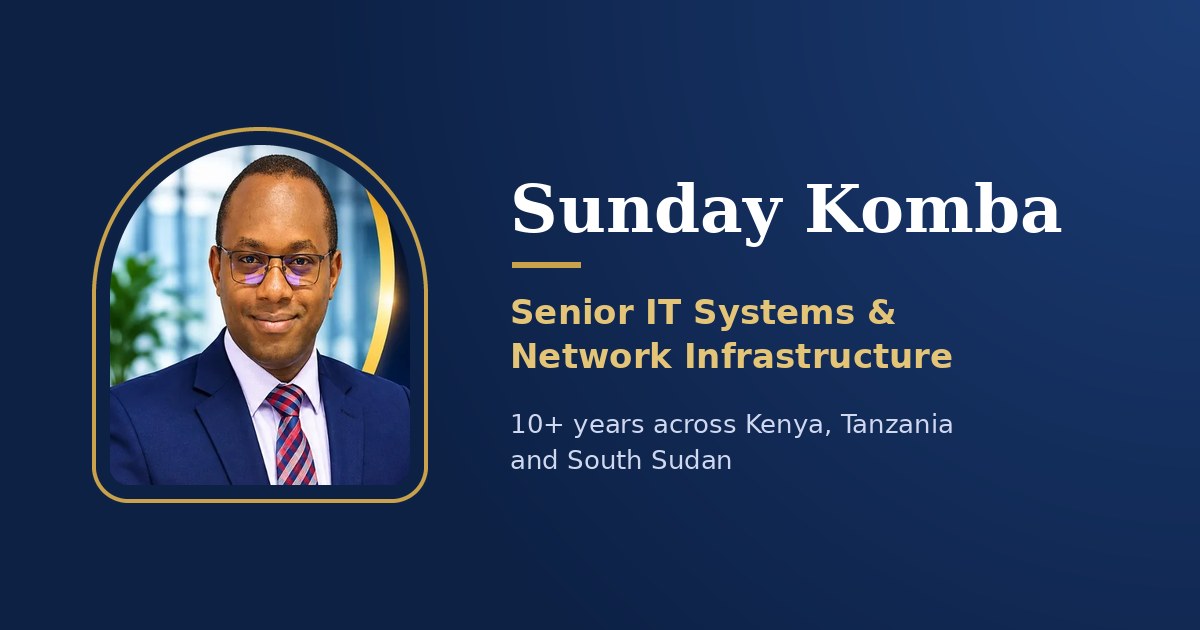 Sunday Komba
Senior IT Systems &
Network Infrastructure
10+ years across Kenya, Tanzania
and South Sudan